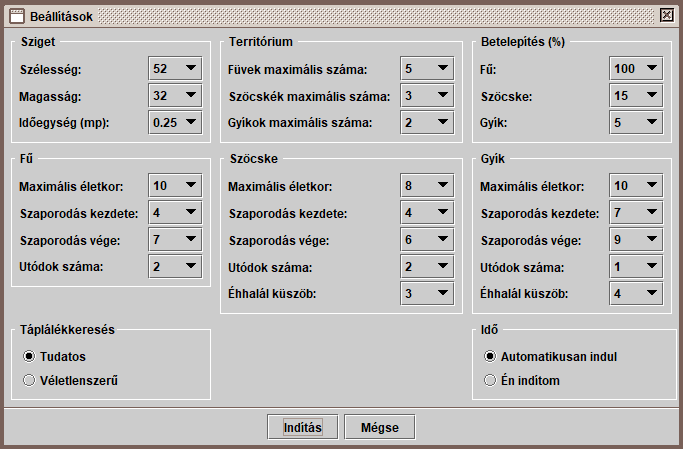 Beállítások
Sziget
Szélesség: 52
Magasság: 32
Időegység (mp): 0.25
Territórium
Füvek maximális száma: 5
Szöcskék maximális száma: 3
Gyíkok maximális száma: 2
Betelepítés (%)
Fű: 100
Szöcske: 15
Gyík: 5
Fű
Maximális életkor: 10
Szaporodás kezdete: 4
Szaporodás vége: 7
Utódok száma: 2
Szöcske
Maximális életkor: 8
Szaporodás kezdete: 4
Szaporodás vége: 6
Utódok száma: 2
Éhhalál küszöb: 3
Gyík
Maximális életkor: 10
Szaporodás kezdete: 7
Szaporodás vége: 9
Utódok száma: 1
Éhhalál küszöb: 4
Táplálékkeresés
Tudatos
Véletlenszerű
Idő
Automatikusan indul
Én indítom
Indítás Mégse